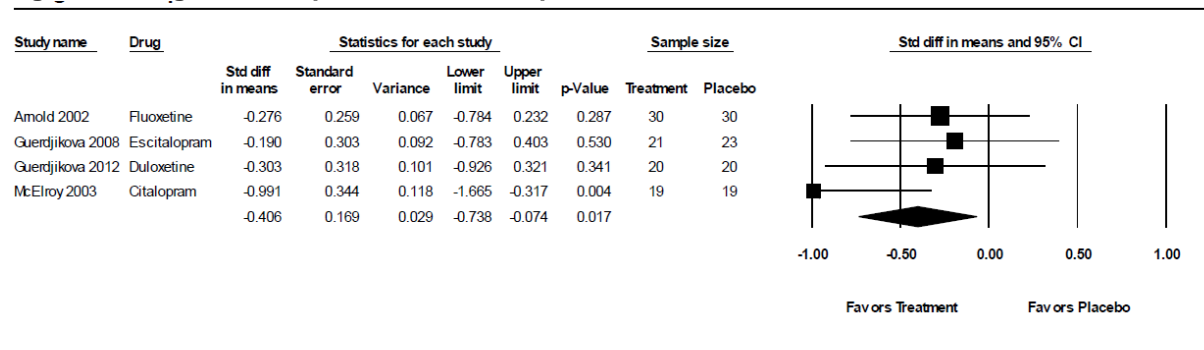 Study name Drug Statistics for each study Sample size Std diff in means and 95% CI
Std diff in means Standard error Variance Lower limit Upper limit p-Value Treatment Placebo
Arnold 2002 Fluoxetine -0.276 0.259 0.067 -0.784 0.232 0.287 30 30
Guerdjikova 2008 Escitalopram -0.190 0.303 0.092 -0.783 0.403 0.530 21 23
Guerdjikova 2012 Duloxetine -0.303 0.318 0.101 -0.926 0.321 0.341 20 20
McElroy 2003 Citalopram -0.991 0.344 0.118 -1.665 -0.317 0.004 19 19
-0.406 0.169 0.029 -0.738 -0.074 0.017
-1.00 -0.50 0.00 0.50 1.00
Favors Treatment Favors Placebo